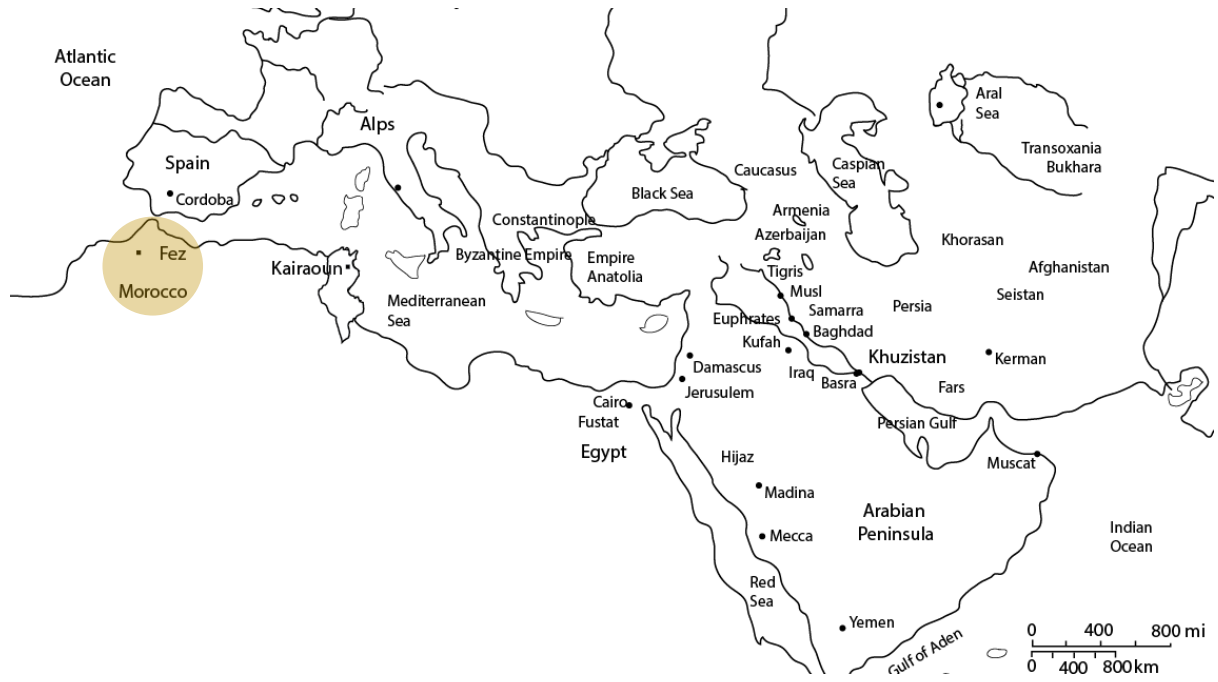 Atlantic
Ocean
Alps
Spain
Cordoba
Fez
Morocco
Kairaoun
Mediterranean
Sea
Constantinople
Byzantine Empire
Empire
Anatolia
Black Sea
Caucasus
Caspian
Sea
Aral
Sea
Transoxania
Bukhara
Armenia
Azerbaijan
Khorasan
Afghanistan
Seistan
Persia
Tigris
Musl
Samarra
Euphrates
Baghdad
Kufah
Iraq
Basra
Khuzistan
Kerman
Fars
Damascus
Jerusulem
Cairo
Fustat
Egypt
Persian Gulf
Muscat
Hijaz
Madina
Mecca
Arabian
Peninsula
Indian
Ocean
Red
Sea
Yemen
Gulf of Aden
0 400 800 mi
0 400 800km